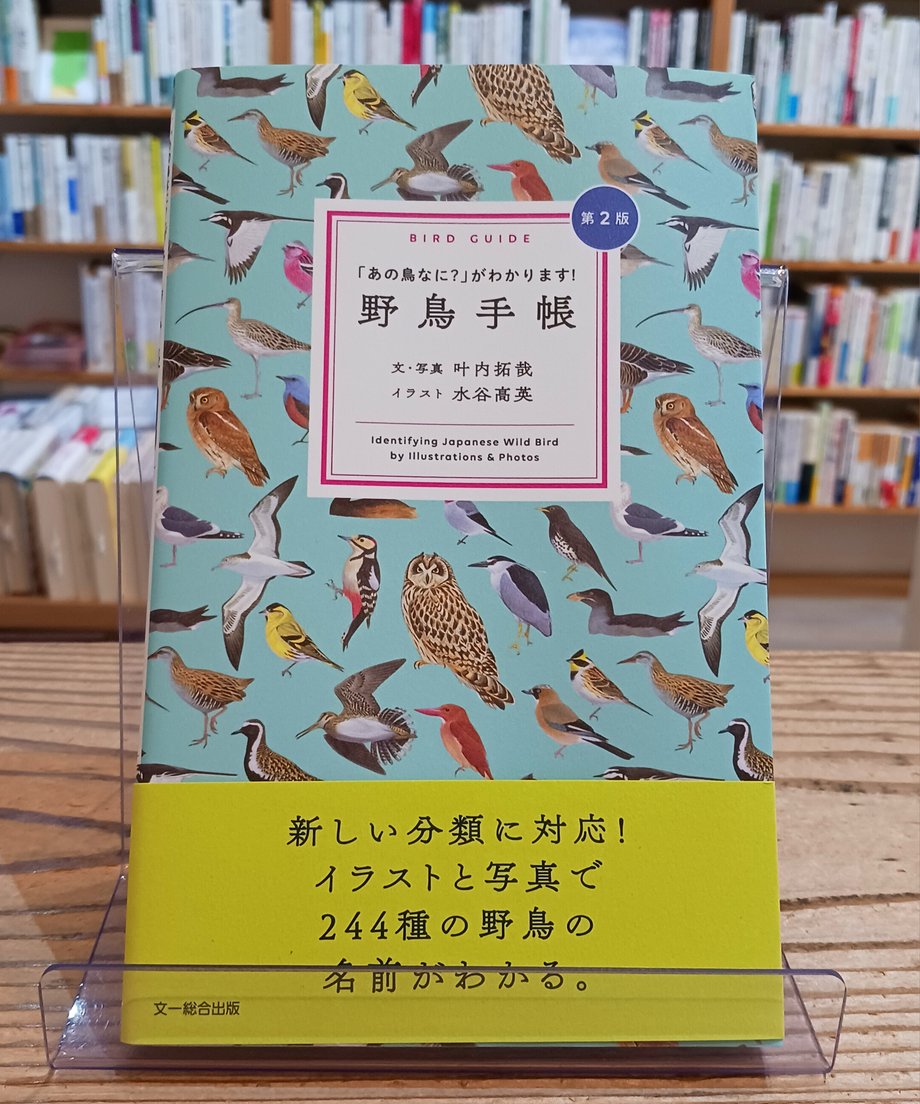 BIRD GUIDE
第2版
「あの鳥なに?」がわかります!
野鳥手帳
文・写真 叶内拓哉
イラスト 水谷高英
Identifying Japanese Wild Bird
by Illustrations & Photos
新しい分類に対応!
イラストと写真で
244種の野鳥の
名前がわかる。
文一総合出版